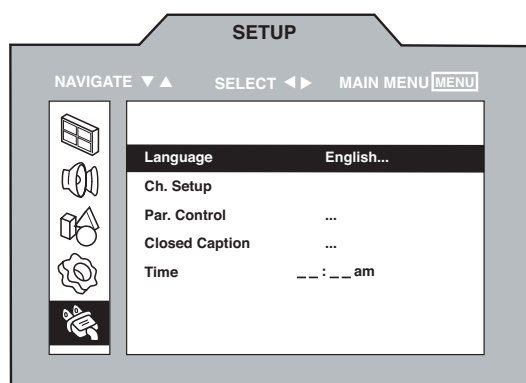 SETUP
NAVIGATE ▼ ▲ SELECT ◀ ▶ MAIN MENU MENU
Language English...
Ch. Setup
Par. Control ...
Closed Caption ...
Time _ _ : _ _ am